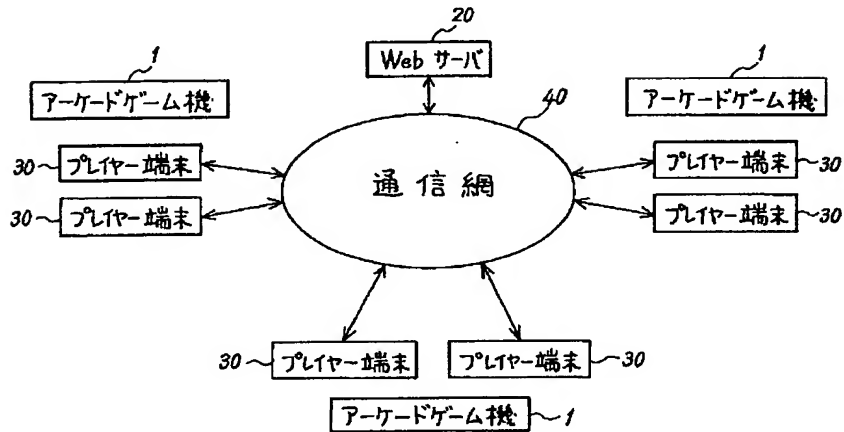 20
Web サーバ
1
アーケードゲーム機
1
アーケードゲーム機
40
通信網
30 プレイヤー端末
30 プレイヤー端末
プレイヤー端末 30
プレイヤー端末 30
30 プレイヤー端末
プレイヤー端末 30
アーケードゲーム機 1